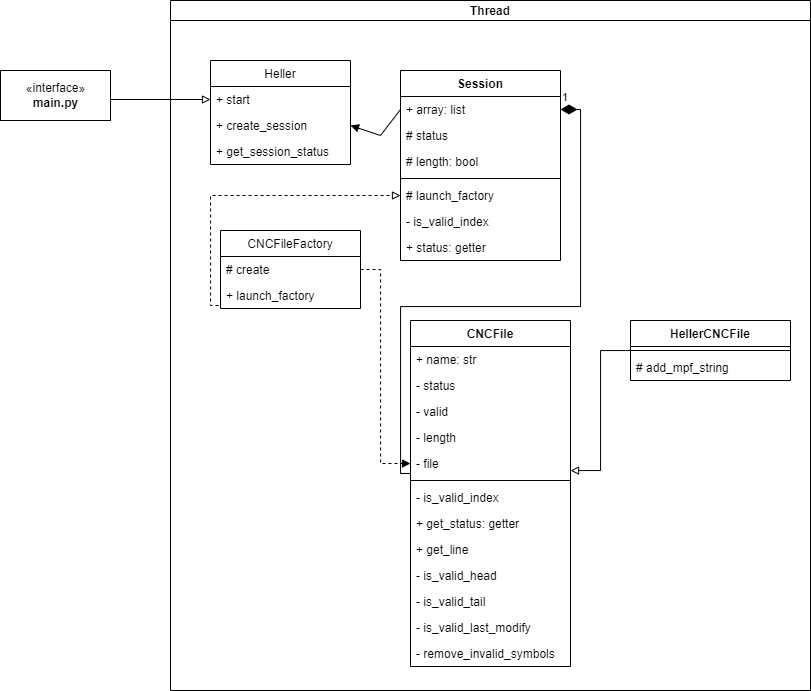 Thread
«interface»
main.py
Heller
+ start
+ create_session
+ get_session_status
Session
1
+ array: list
# status
# length: bool
# launch_factory
- is_valid_index
+ status: getter
CNCFileFactory
# create
+ launch_factory
CNCFile
+ name: str
- status
- valid
- length
- file
- is_valid_index
+ get_status: getter
+ get_line
- is_valid_head
- is_valid_tail
- is_valid_last_modify
- remove_invalid_symbols
HellerCNCFile
# add_mpf_string